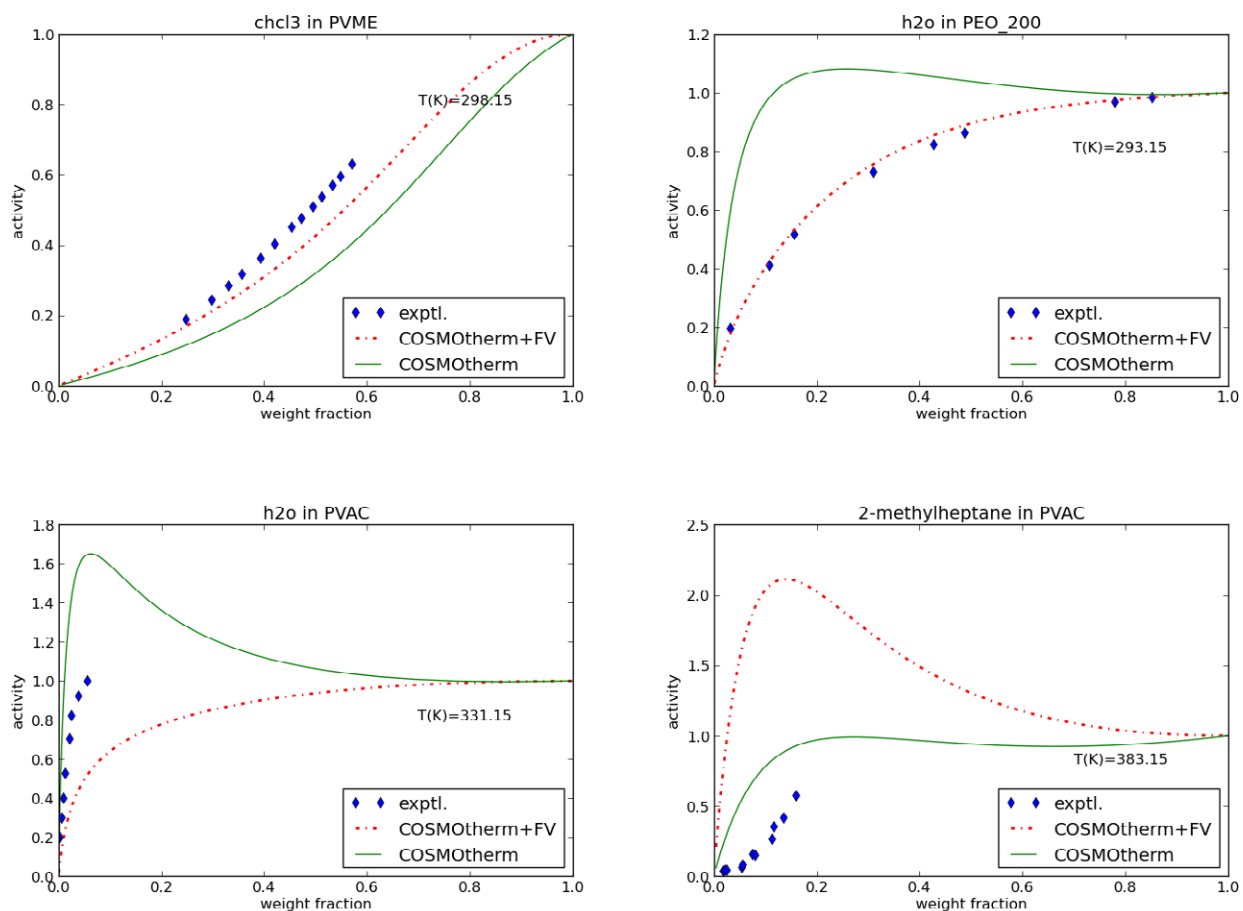 chcl3 in PVME
1.0
0.8
0.6
0.4
0.2
0.0
activity
T(K)=298.15
exptl.
COSMOtherm+FV
COSMOtherm
0.0 0.2 0.4 0.6 0.8 1.0
weight fraction
h2o in PEO_200
1.2
1.0
0.8
0.6
0.4
0.2
0.0
activity
T(K)=293.15
exptl.
COSMOtherm+FV
COSMOtherm
0.0 0.2 0.4 0.6 0.8 1.0
weight fraction
h2o in PVAC
1.8
1.6
1.4
1.2
1.0
0.8
0.6
0.4
0.2
0.0
activity
T(K)=331.15
exptl.
COSMOtherm+FV
COSMOtherm
0.0 0.2 0.4 0.6 0.8 1.0
weight fraction
2-methylheptane in PVAC
2.5
2.0
1.5
1.0
0.5
0.0
activity
T(K)=383.15
exptl.
COSMOtherm+FV
COSMOtherm
0.0 0.2 0.4 0.6 0.8 1.0
weight fraction